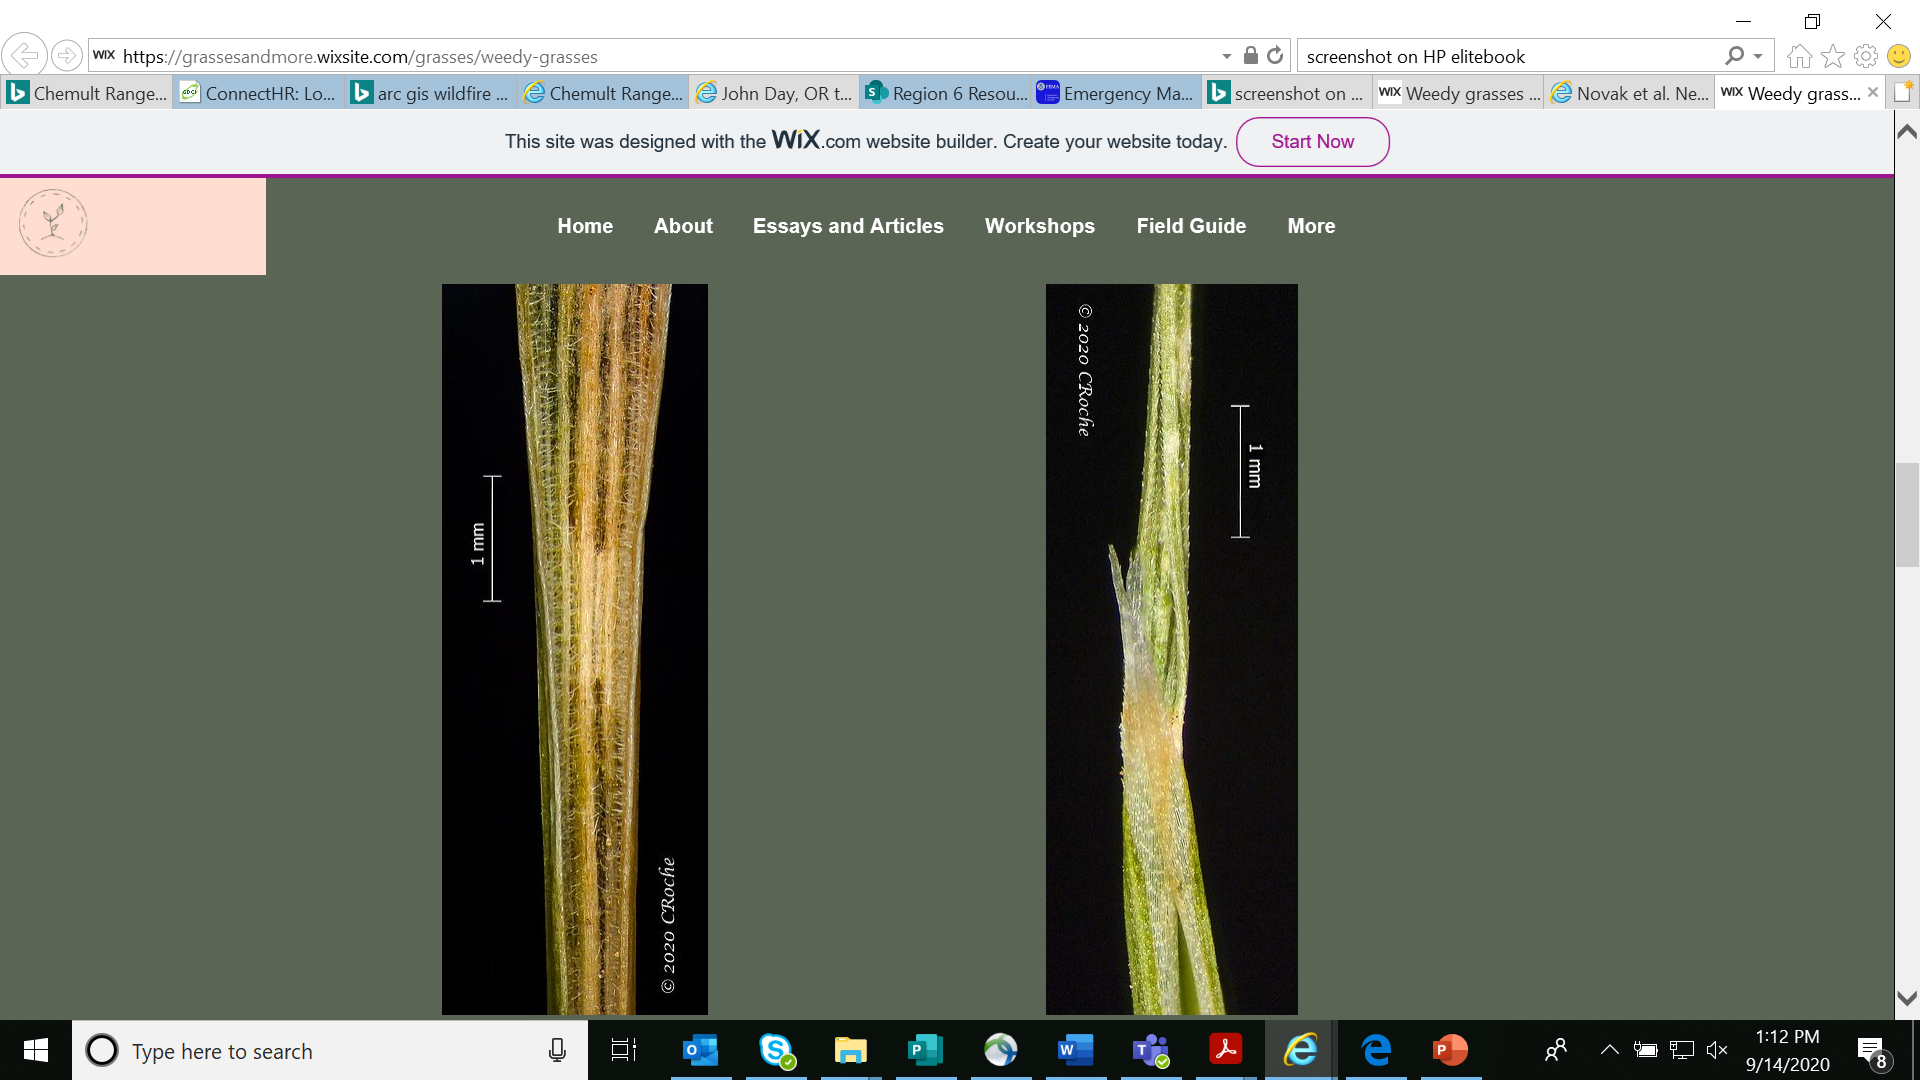 WIX https://grassesandmore.wixsite.com/grasses/weedy-grasses
screenshot on HP elitebook
Chemult Range...
ConnectHR: Lo...
arc gis wildfire ...
Chemult Range...
John Day, OR t...
Region 6 Resou...
Emergency Ma...
screenshot on ...
WIX Weedy grasses ...
Novak et al. Ne...
WIX Weedy grass...
This site was designed with the WiX.com website builder. Create your website today.
Start Now
Home
About
Essays and Articles
Workshops
Field Guide
More
1 mm
© 2020 CRoche
© 2020 CRoche
1 mm
Type here to search
1:12 PM
9/14/2020
8